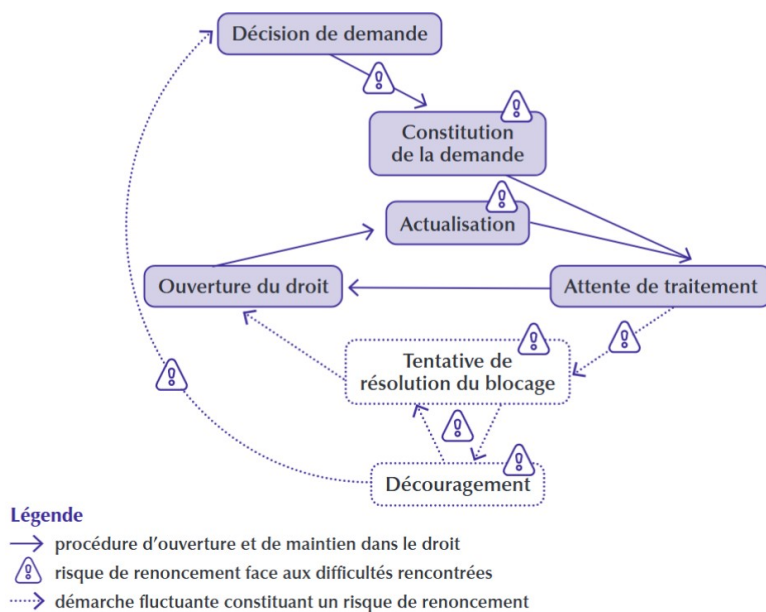 Décision de demande
Constitution
de la demande
Actualisation
Ouverture du droit
Attente de traitement
Tentative de
résolution du blocage
Découragement
Légende
procédure d'ouverture et de maintien dans le droit
risque de renoncement face aux difficultés rencontrées
démarche fluctuante constituant un risque de renoncement